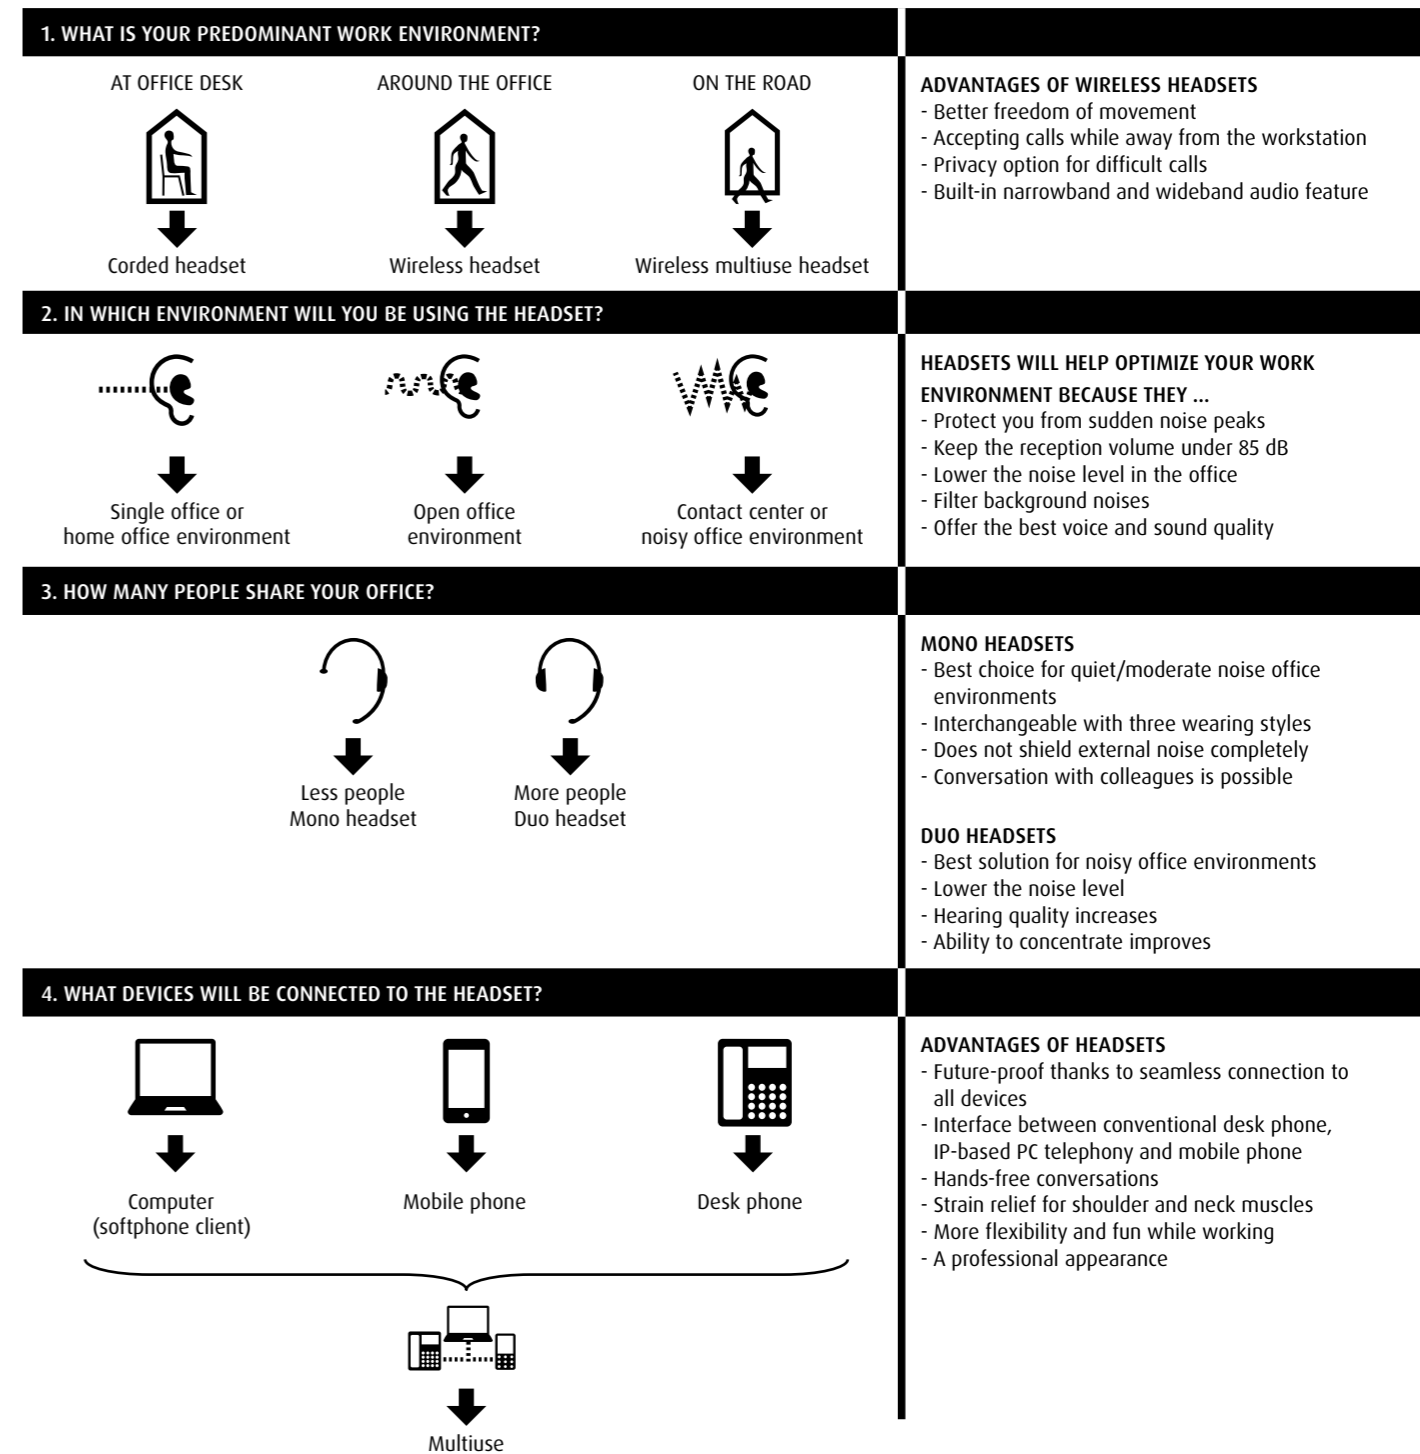 1. WHAT IS YOUR PREDOMINANT WORK ENVIRONMENT?
AT OFFICE DESK
AROUND THE OFFICE
ON THE ROAD
Corded headset
Wireless headset
Wireless multiuse headset
ADVANTAGES OF WIRELESS HEADSETS
- Better freedom of movement
- Accepting calls while away from the workstation
- Privacy option for difficult calls
- Built-in narrowband and wideband audio feature
2. IN WHICH ENVIRONMENT WILL YOU BE USING THE HEADSET?
Single office or
home office environment
Open office
environment
Contact center or
noisy office environment
HEADSETS WILL HELP OPTIMIZE YOUR WORK
ENVIRONMENT BECAUSE THEY ...
- Protect you from sudden noise peaks
- Keep the reception volume under 85 dB
- Lower the noise level in the office
- Filter background noises
- Offer the best voice and sound quality
3. HOW MANY PEOPLE SHARE YOUR OFFICE?
Less people
Mono headset
More people
Duo headset
MONO HEADSETS
- Best choice for quiet/moderate noise office
environments
- Interchangeable with three wearing styles
- Does not shield external noise completely
- Conversation with colleagues is possible
DUO HEADSETS
- Best solution for noisy office environments
- Lower the noise level
- Hearing quality increases
- Ability to concentrate improves
4. WHAT DEVICES WILL BE CONNECTED TO THE HEADSET?
Computer
(softphone client)
Mobile phone
Desk phone
Multiuse
ADVANTAGES OF HEADSETS
- Future-proof thanks to seamless connection to
all devices
- Interface between conventional desk phone,
IP-based PC telephony and mobile phone
- Hands-free conversations
- Strain relief for shoulder and neck muscles
- More flexibility and fun while working
- A professional appearance